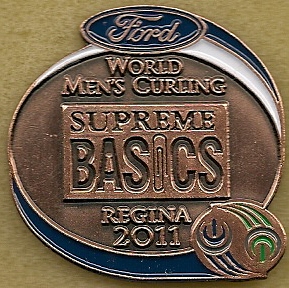 Ford
WORLD
MEN'S CURLING
SUPREME
BASICS
REGINA
2011